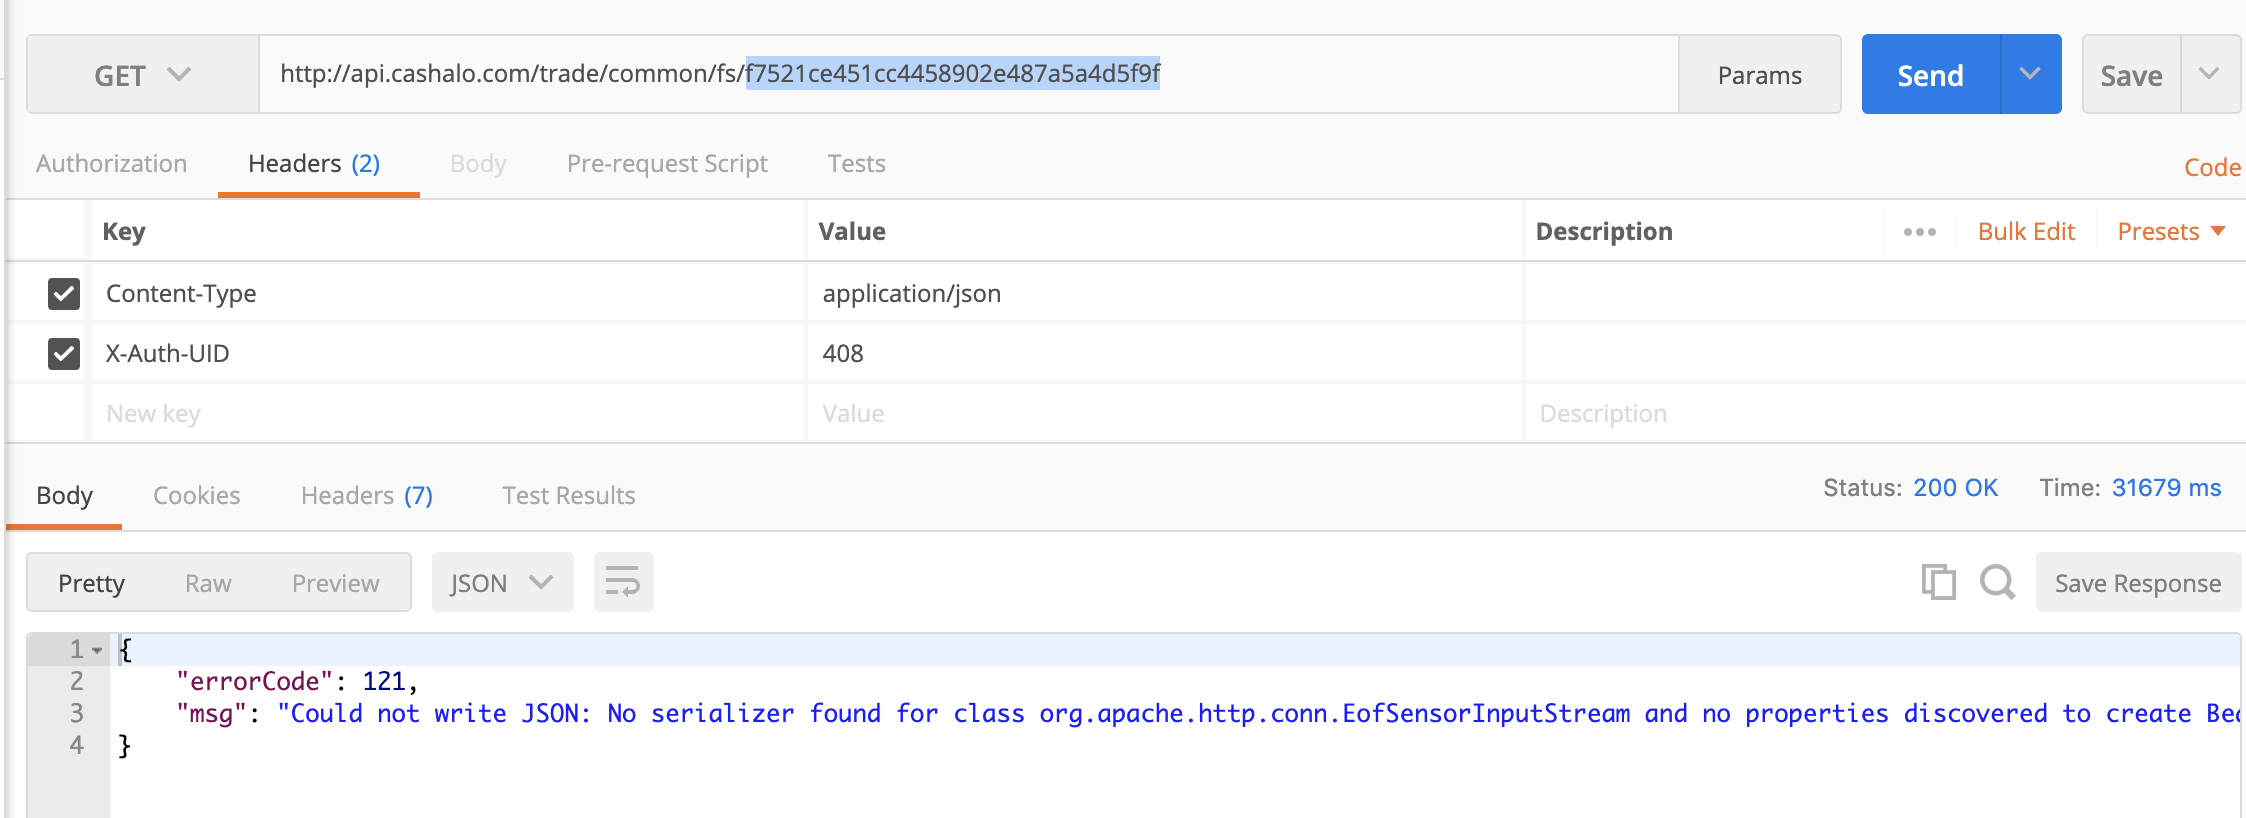 GET http://api.cashalo.com/trade/common/fs/f7521ce451cc4458902e487a5a4d5f9f Params Send Save
Authorization Headers (2) Body Pre-request Script Tests Code
Key Value Description ••• Bulk Edit Presets
Content-Type application/json
X-Auth-UID 408
New key Value Description
Body Cookies Headers (7) Test Results Status: 200 OK Time: 31679 ms
Pretty Raw Preview JSON Save Response
1 {
2 "errorCode": 121,
3 "msg": "Could not write JSON: No serializer found for class org.apache.http.conn.EofSensorInputStream and no properties discovered to create
4 }